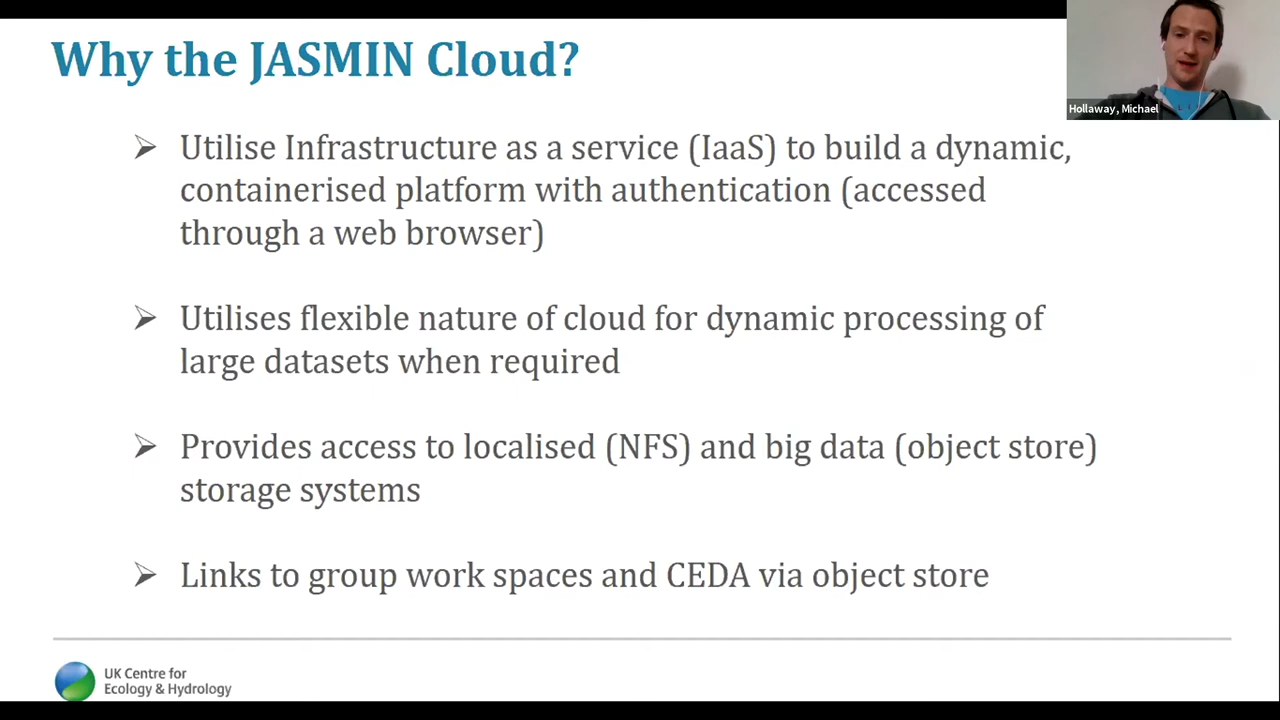 Why the JASMIN Cloud?
Hollaway, Michael
➢ Utilise Infrastructure as a service (IaaS) to build a dynamic,
containerised platform with authentication (accessed
through a web browser)
➢ Utilises flexible nature of cloud for dynamic processing of
large datasets when required
➢ Provides access to localised (NFS) and big data (object store)
storage systems
➢ Links to group work spaces and CEDA via object store
UK Centre for
Ecology & Hydrology